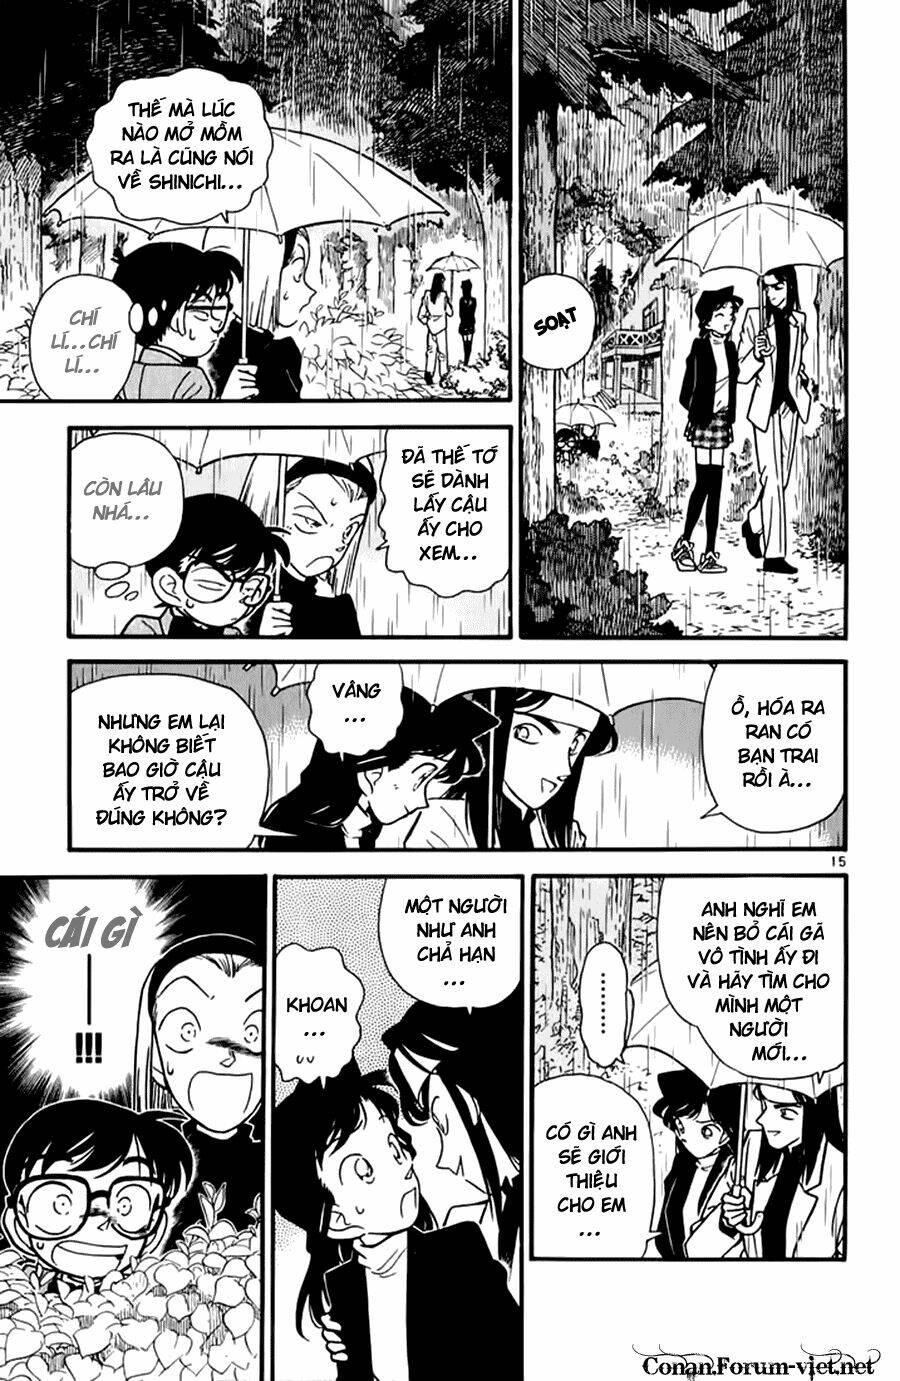 SOẠT
THẾ MÀ LÚC
NÀO MỞ MỒM
RA LÀ CŨNG NÓI
VỀ SHINICHI...
CHÍ
LÍ...CHÍ
LÍ...
ĐÃ THẾ TỚ
SẼ DÀNH
LẤY CẬU
ẤY CHO
XEM...
CÒN LÂU
NHÁ...
Ồ, HÓA RA
RAN CÓ
BẠN TRAI
RỒI À...
VÂNG
...
NHƯNG EM LẠI
KHÔNG BIẾT
BAO GIỜ CẬU
ẤY TRỞ VỀ
ĐÚNG KHÔNG?
15
ANH NGHĨ EM
NÊN BỎ CÁI GÃ
VÔ TÌNH ẤY ĐI
VÀ HÃY TÌM CHO
MÌNH MỘT
NGƯỜI
MỚI...
........
CÓ GÌ ANH
SẼ GIỚI
THIỆU
CHO EM
...
MỘT NGƯỜI
NHƯ ANH
CHẢ HẠN
...
KHOAN
...
CÁI GÌ
—
—
!!!
Conan.Forum-viet.net